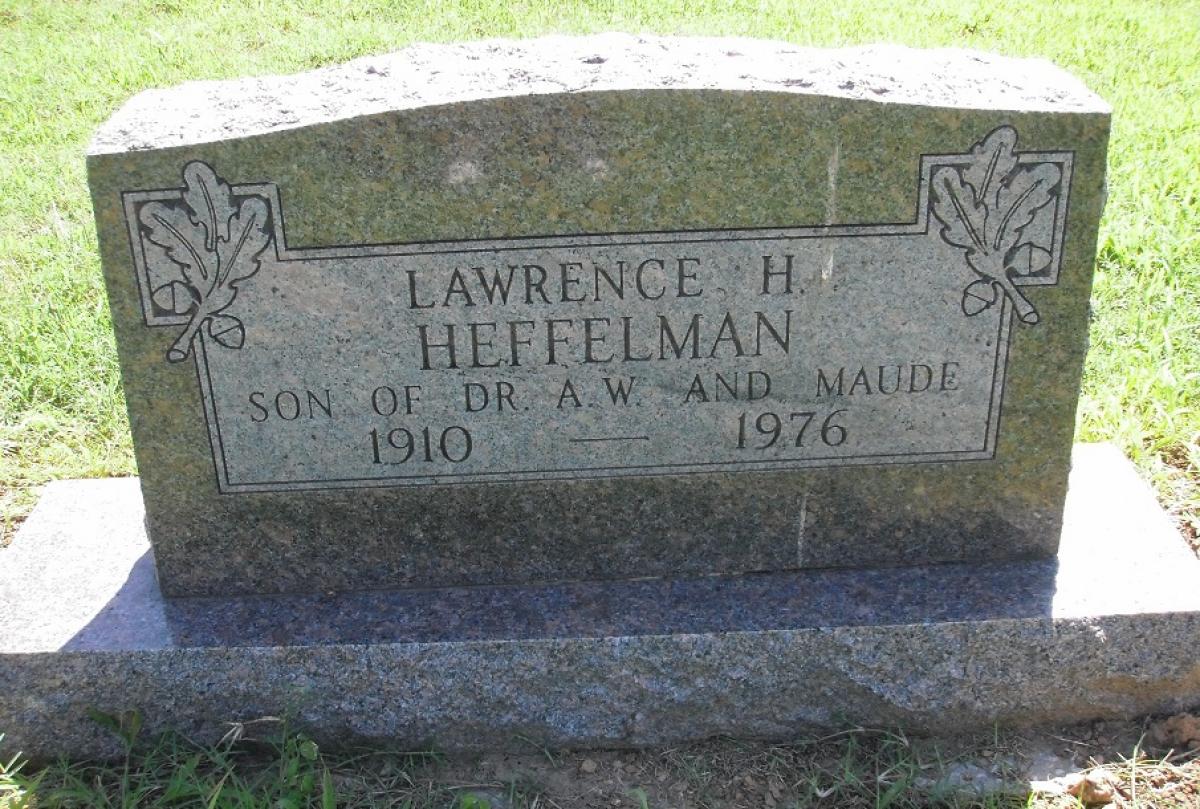 LAWRENCE H.
HEFFELMAN
SON OF DR. A.W. AND MAUDE
1910 — 1976